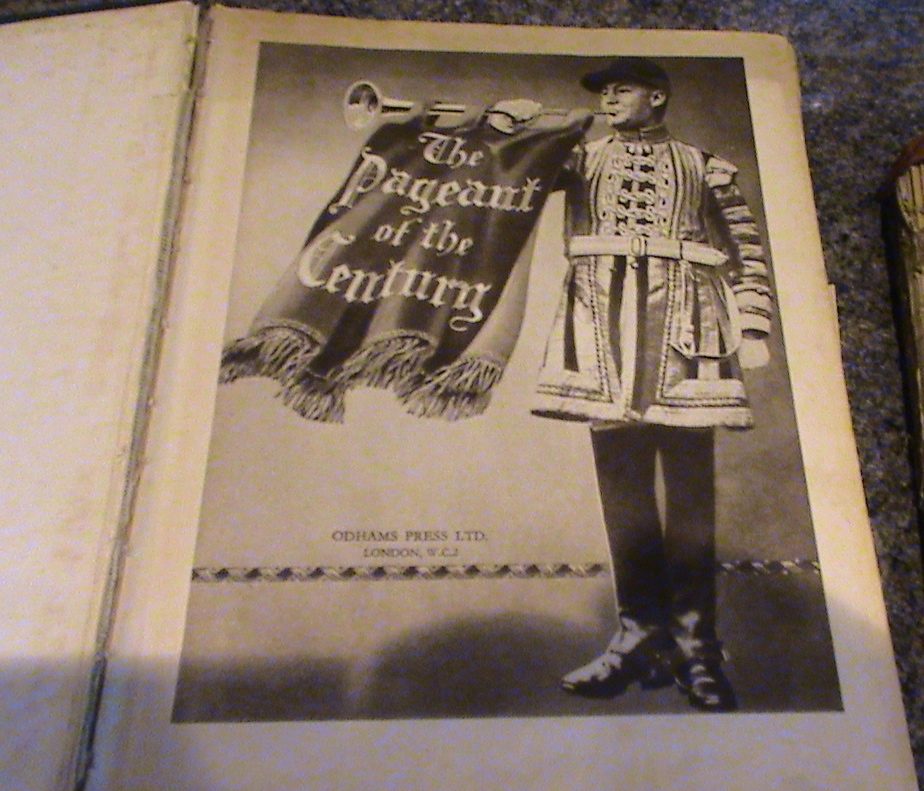 The
Pageant
of the
Century
ODHAMS PRESS LTD.
LONDON, W.C.2